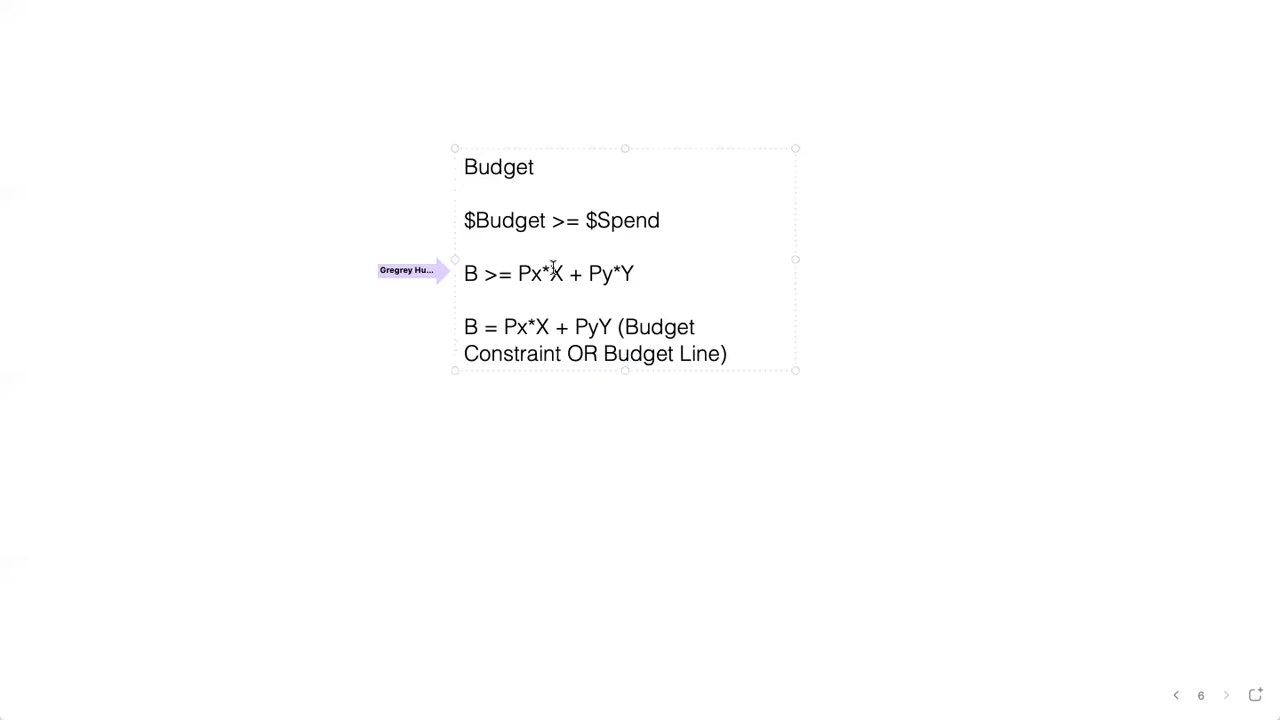 Budget
$Budget >= $Spend
Gregrey Hu...
B >= Px*X + Py*Y
B = Px*X + PyY (Budget
Constraint OR Budget Line)
6